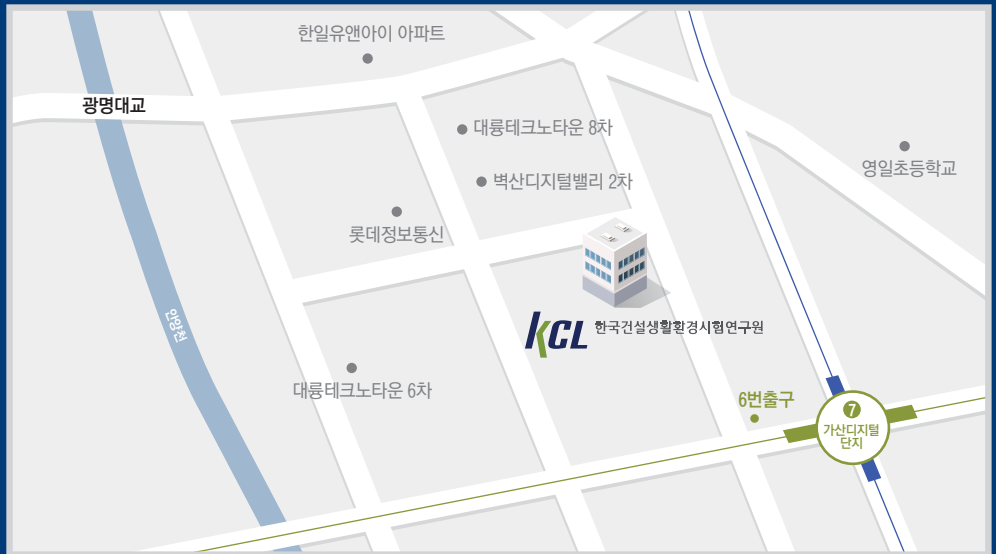 한일유앤아이 아파트
광명대교
대륭테크노타운 8차
벽산디지털밸리 2차
영일초등학교
롯데정보통신
KCL 한국건설생활환경시험연구원
안양천
대륭테크노타운 6차
6번출구
7
가산디지털
단지